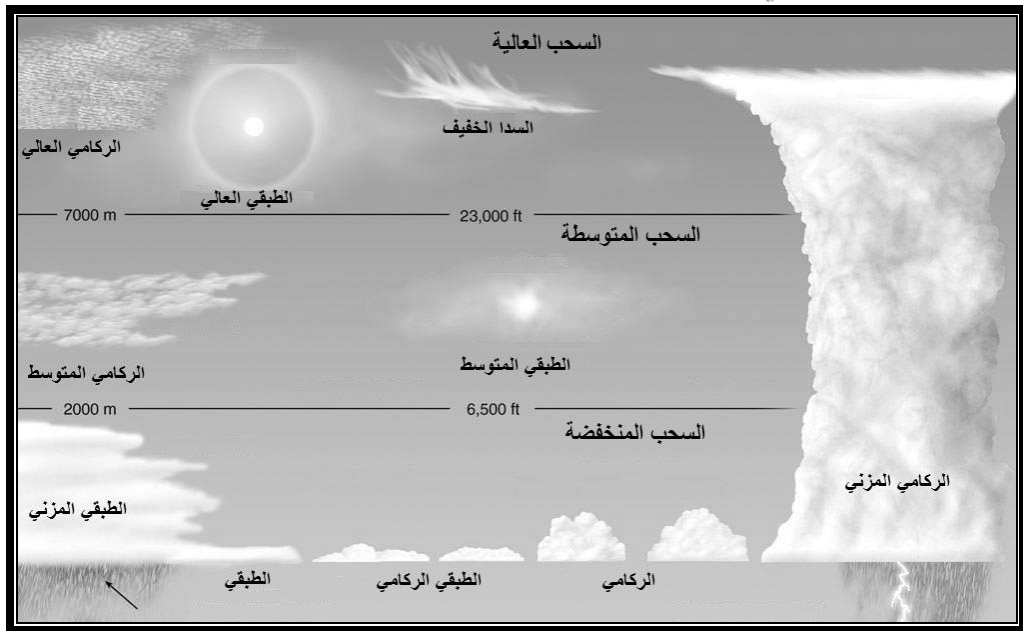 السحب العالية
السدا الخفيف
الركامي العالي
الطبقي العالي
7000 m
23,000 ft
السحب المتوسطة
الطبقي المتوسط
الركامي المتوسط
2000 m
6,500 ft
السحب المنخفضة
الركامي المزني
الطبقي المزني
الركامي
الطبقي الركامي
الطبقي